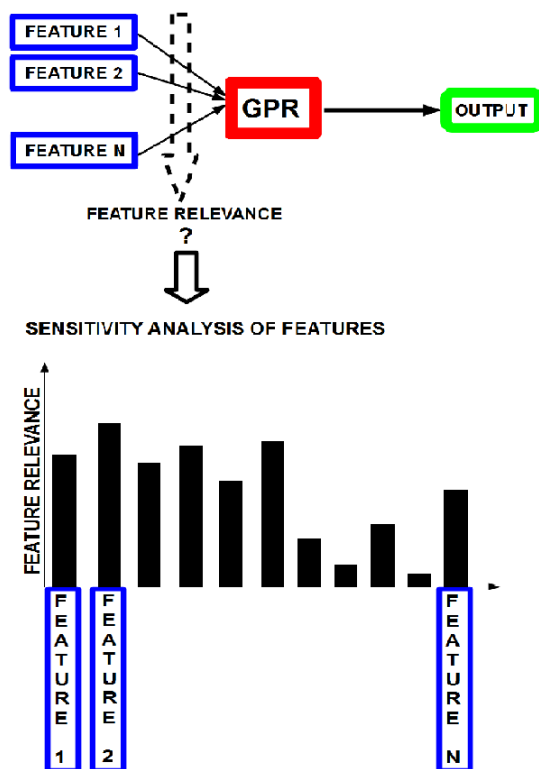 FEATURE 1
FEATURE 2
FEATURE N
GPR
OUTPUT
FEATURE RELEVANCE
?
SENSITIVITY ANALYSIS OF FEATURES
FEATURE RELEVANCE
FEATURE 1
FEATURE 2
FEATURE N